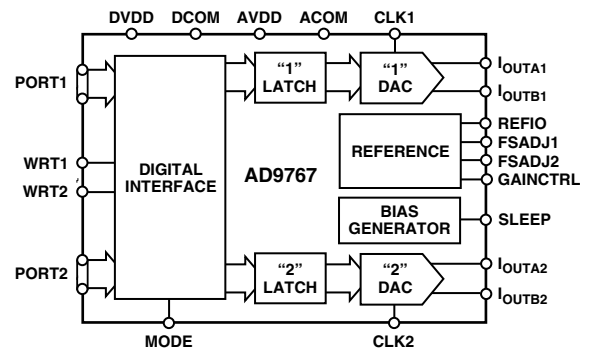 DVDD DCOM AVDD ACOM CLK1
PORT1
WRT1
WRT2
PORT2
DIGITAL
INTERFACE
“1”
LATCH
“1”
DAC
AD9767
REFERENCE
BIAS
GENERATOR
“2”
LATCH
“2”
DAC
IOUTA1
IOUTB1
REFIO
FSADJ1
FSADJ2
GAINCTRL
SLEEP
IOUTA2
IOUTB2
MODE CLK2